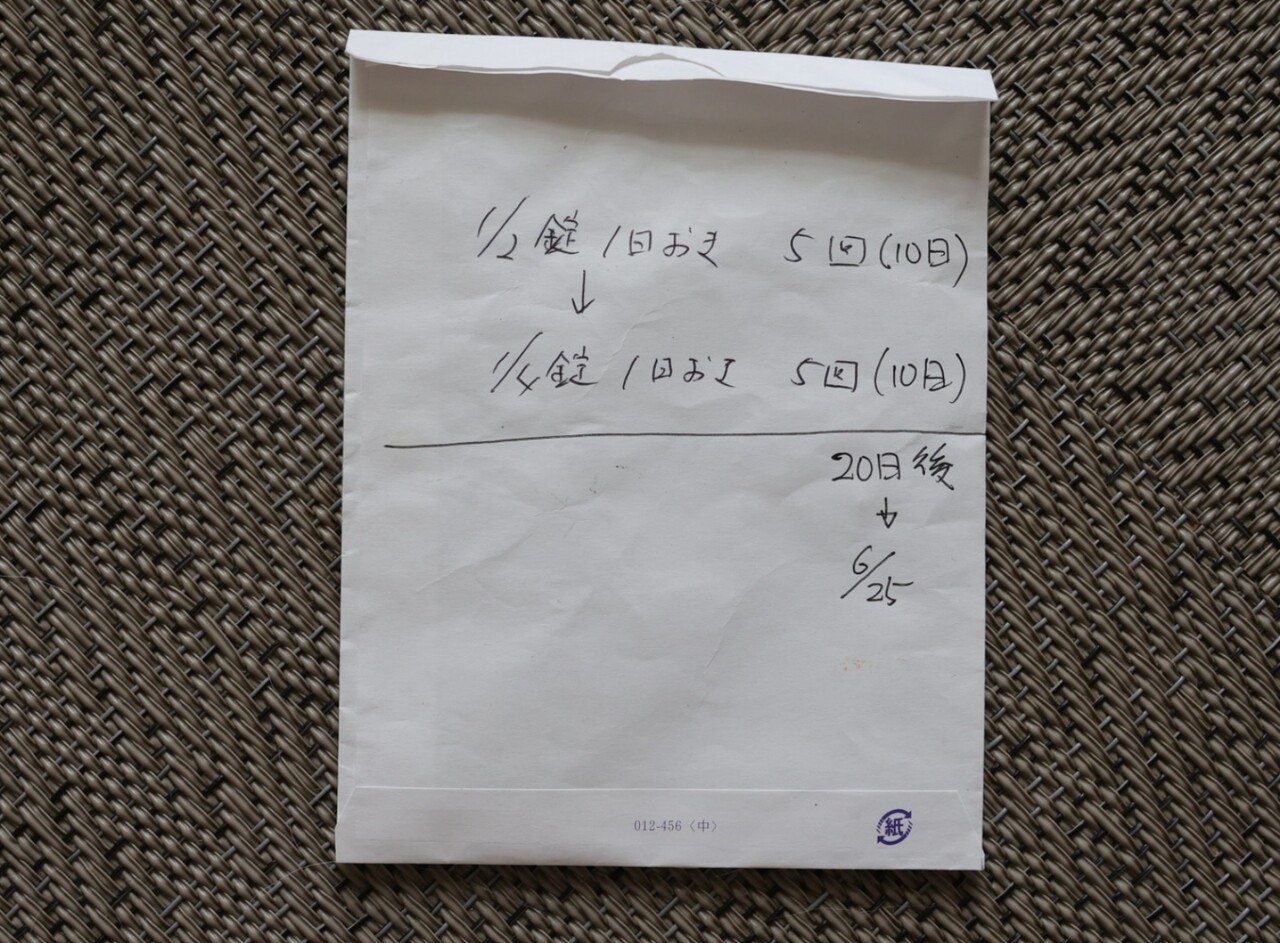 1/2錠 1日おき 5回(10日)
↓
1/4錠 1日おき 5回(10日)
20日後
↓
6/25
012-456〈中〉
紙